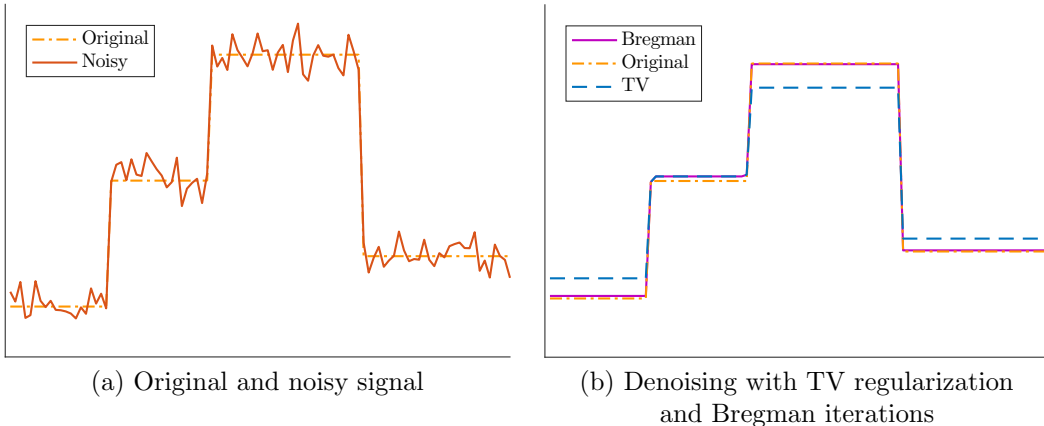 Original
Noisy
(a) Original and noisy signal
Bregman
Original
TV
(b) Denoising with TV regularization
and Bregman iterations